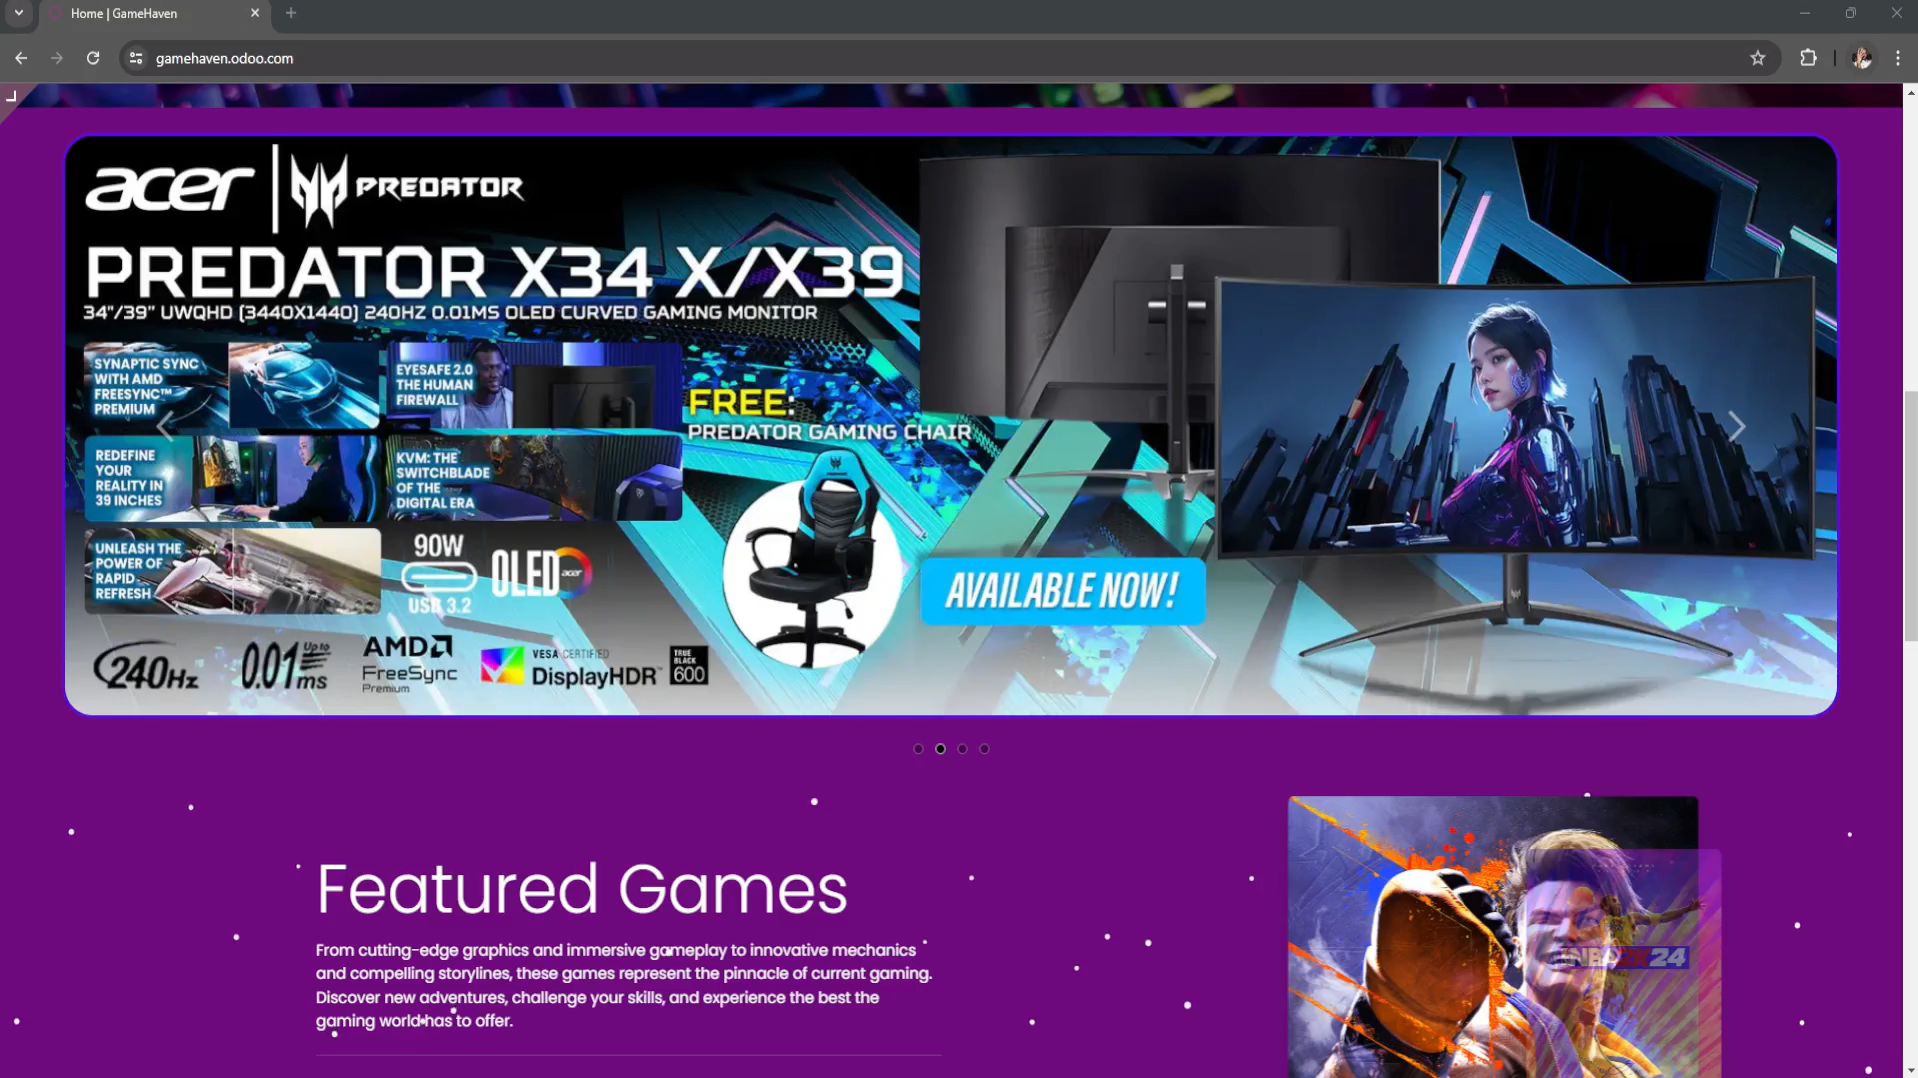 Home | GameHaven
gamehaven.odoo.com
acer | PREDATOR
PREDATOR X34 X/X39
34"/39" UWQHD (3440X1440) 240HZ 0.01MS OLED CURVED GAMING MONITOR
SYNAPTIC SYNC
WITH AMD
FREESYNC™
PREMIUM
EYESAFE 2.0
THE HUMAN
FIREWALL
FREE:
PREDATOR GAMING CHAIR
REDEFINE
YOUR
REALITY IN
39 INCHES
KVM: THE
SWITCHBLADE
OF THE
DIGITAL ERA
UNLEASH THE
POWER OF
RAPID
REFRESH
90W
USB 3.2
OLED acer
AVAILABLE NOW!
240Hz
Up to
0.01ms
AMD
FreeSync
Premium
VESA CERTIFIED
DisplayHDR™
TRUE
BLACK
600
Featured Games
From cutting-edge graphics and immersive gameplay to innovative mechanics
and compelling storylines, these games represent the pinnacle of current gaming.
Discover new adventures, challenge your skills, and experience the best the
gaming world has to offer.
NBA2K24